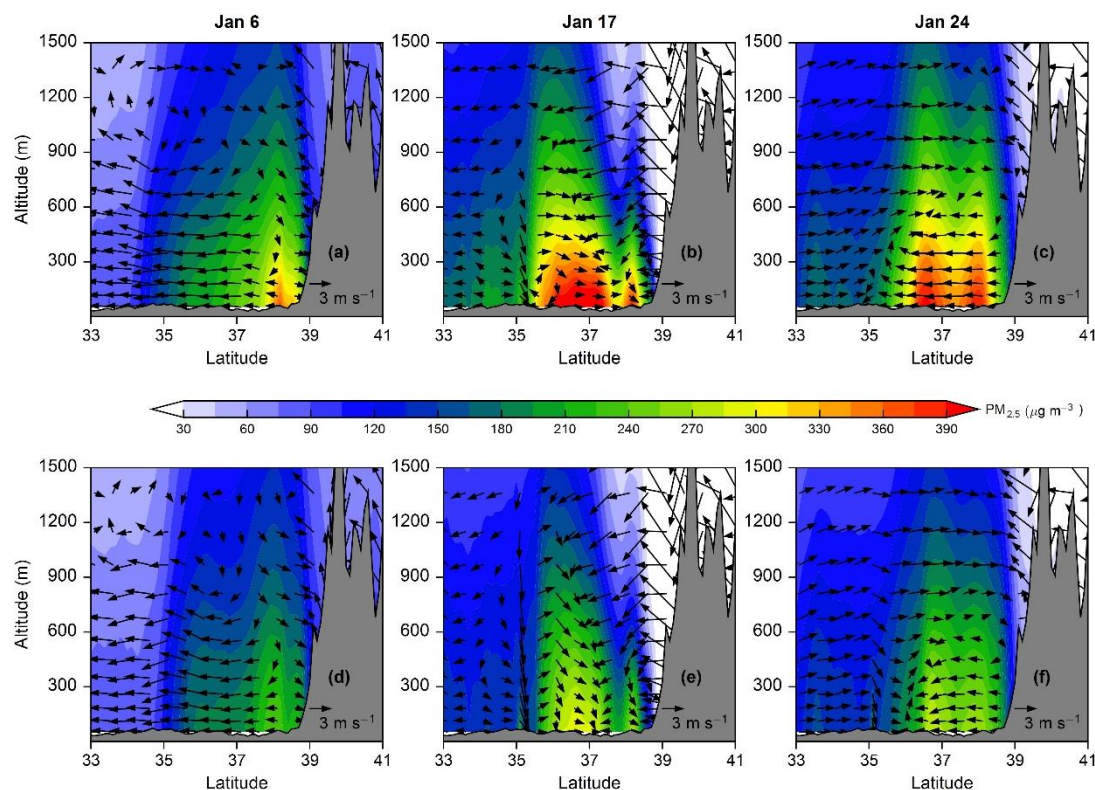 Jan 6 Jan 17 Jan 24
1500 1500 1500
1200 1200 1200
900 900 900
600 600 600
300 300 300
Altitude (m)
(a) (b) (c)
3 m s⁻¹ 3 m s⁻¹ 3 m s⁻¹
33 35 37 39 41 33 35 37 39 41 33 35 37 39 41
Latitude Latitude Latitude
PM2.5 (μg m⁻³)
30 60 90 120 150 180 210 240 270 300 330 360 390
1500 1500 1500
1200 1200 1200
900 900 900
600 600 600
300 300 300
Altitude (m)
(d) (e) (f)
3 m s⁻¹ 3 m s⁻¹ 3 m s⁻¹
33 35 37 39 41 33 35 37 39 41 33 35 37 39 41
Latitude Latitude Latitude